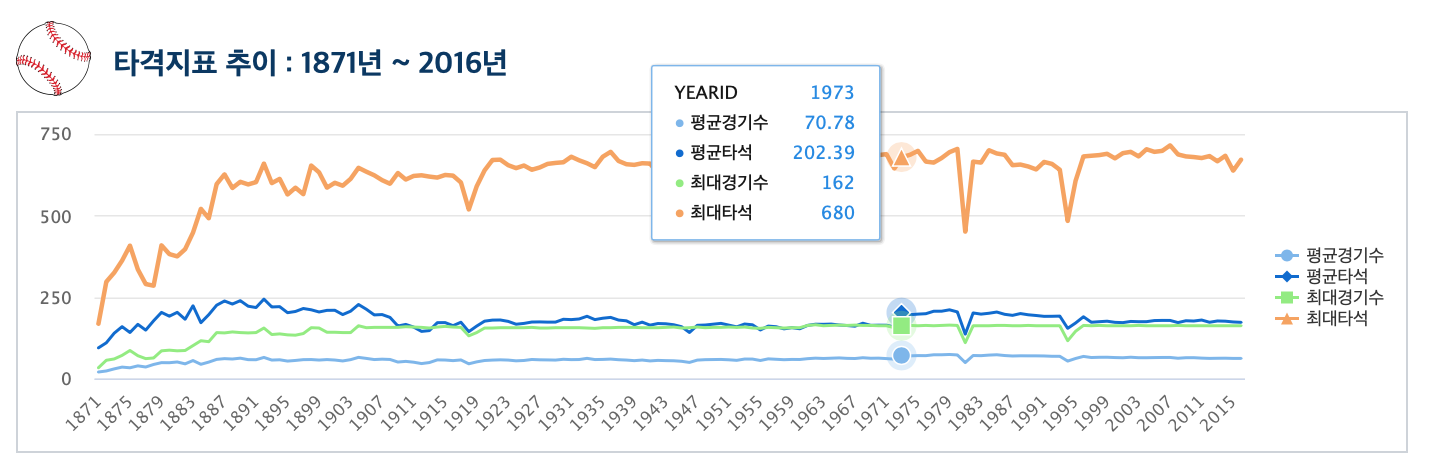 타격지표 추이 : 1871년 ~ 2016년
YEARID 1973
평균경기수 70.78
평균타석 202.39
최대경기수 162
최대타석 680
750
500
250
0
1871 1875 1879 1883 1887 1891 1895 1899 1903 1907 1911 1915 1919 1923 1927 1931 1935 1939 1943 1947 1951 1955 1959 1963 1967 1971 1975 1979 1983 1987 1991 1995 1999 2003 2007 2011 2015
평균경기수
평균타석
최대경기수
최대타석